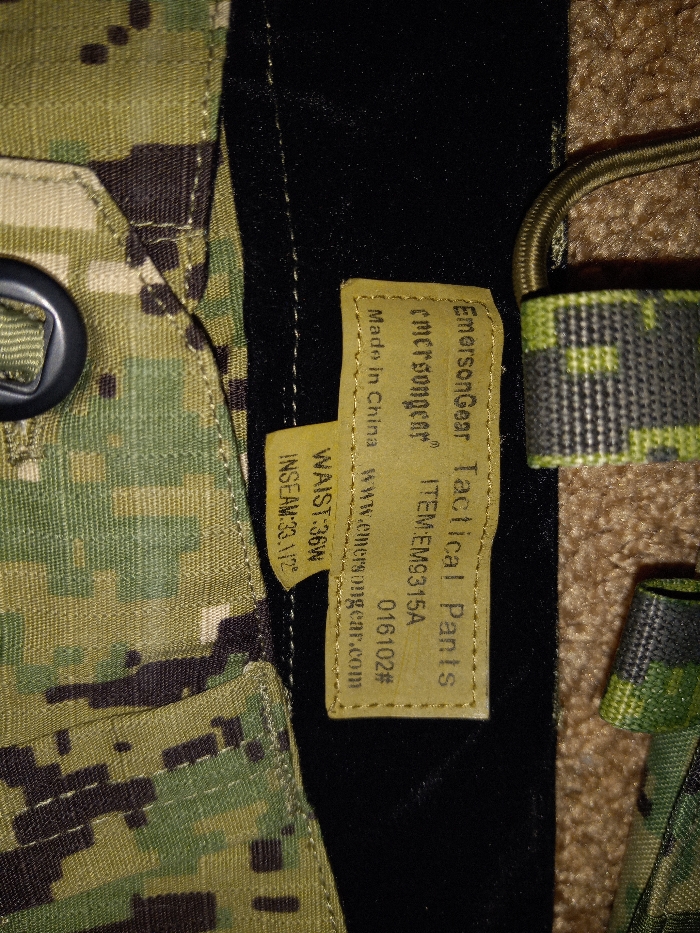 EmersonGear Tactical Pants
emersongear®
ITEM:EM9315A
016102#
Made in China www.emersongear.com
WAIST:36W
INSEAM:33.1/2"